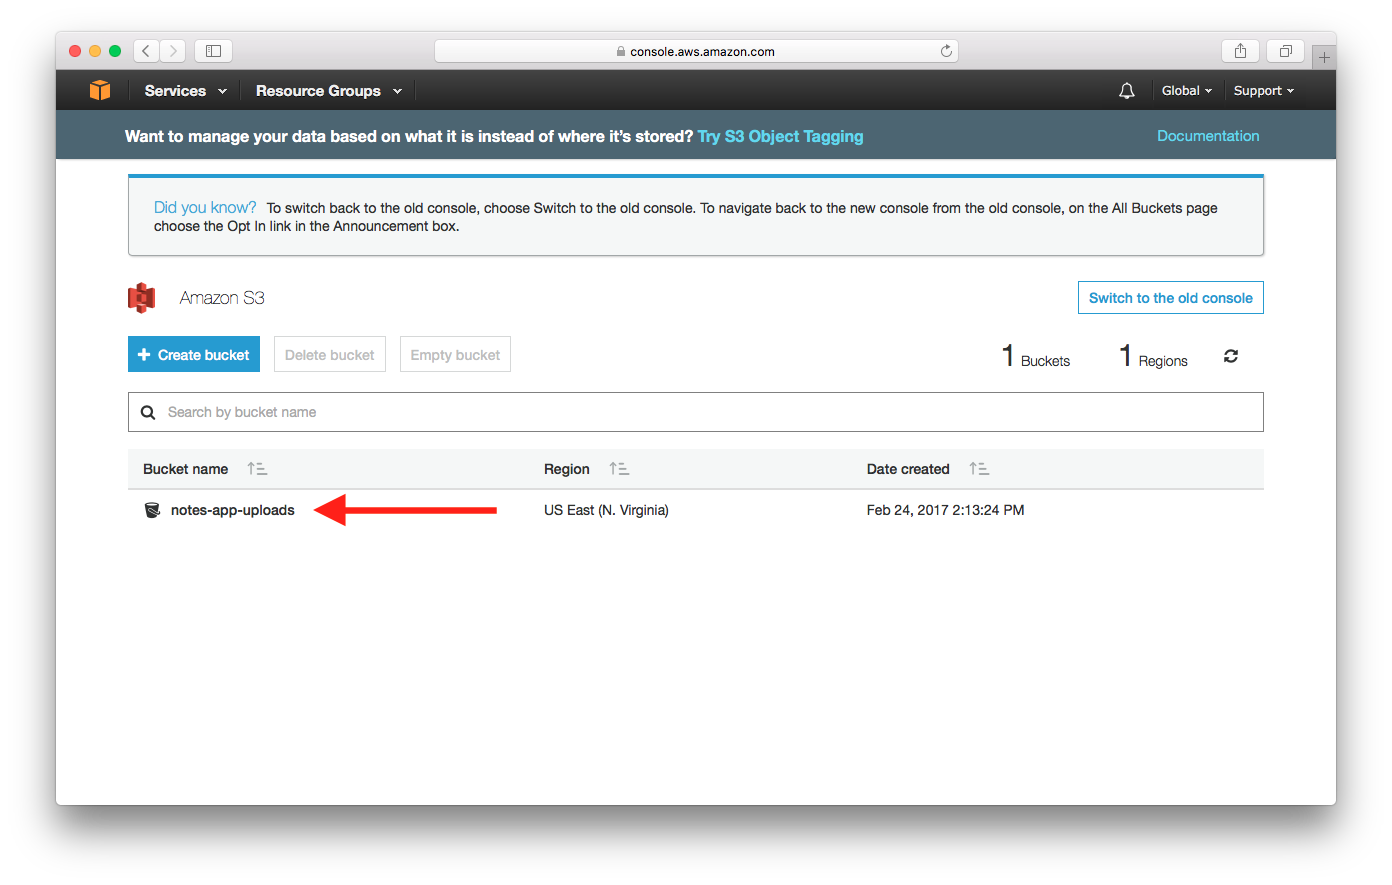 console.aws.amazon.com
Services Resource Groups Global Support
Want to manage your data based on what it is instead of where it's stored? Try S3 Object Tagging Documentation
Did you know? To switch back to the old console, choose Switch to the old console. To navigate back to the new console from the old console, on the All Buckets page
choose the Opt In link in the Announcement box.
Amazon S3 Switch to the old console
+ Create bucket Delete bucket Empty bucket 1 Buckets 1 Regions
Search by bucket name
Bucket name Region Date created
notes-app-uploads US East (N. Virginia) Feb 24, 2017 2:13:24 PM